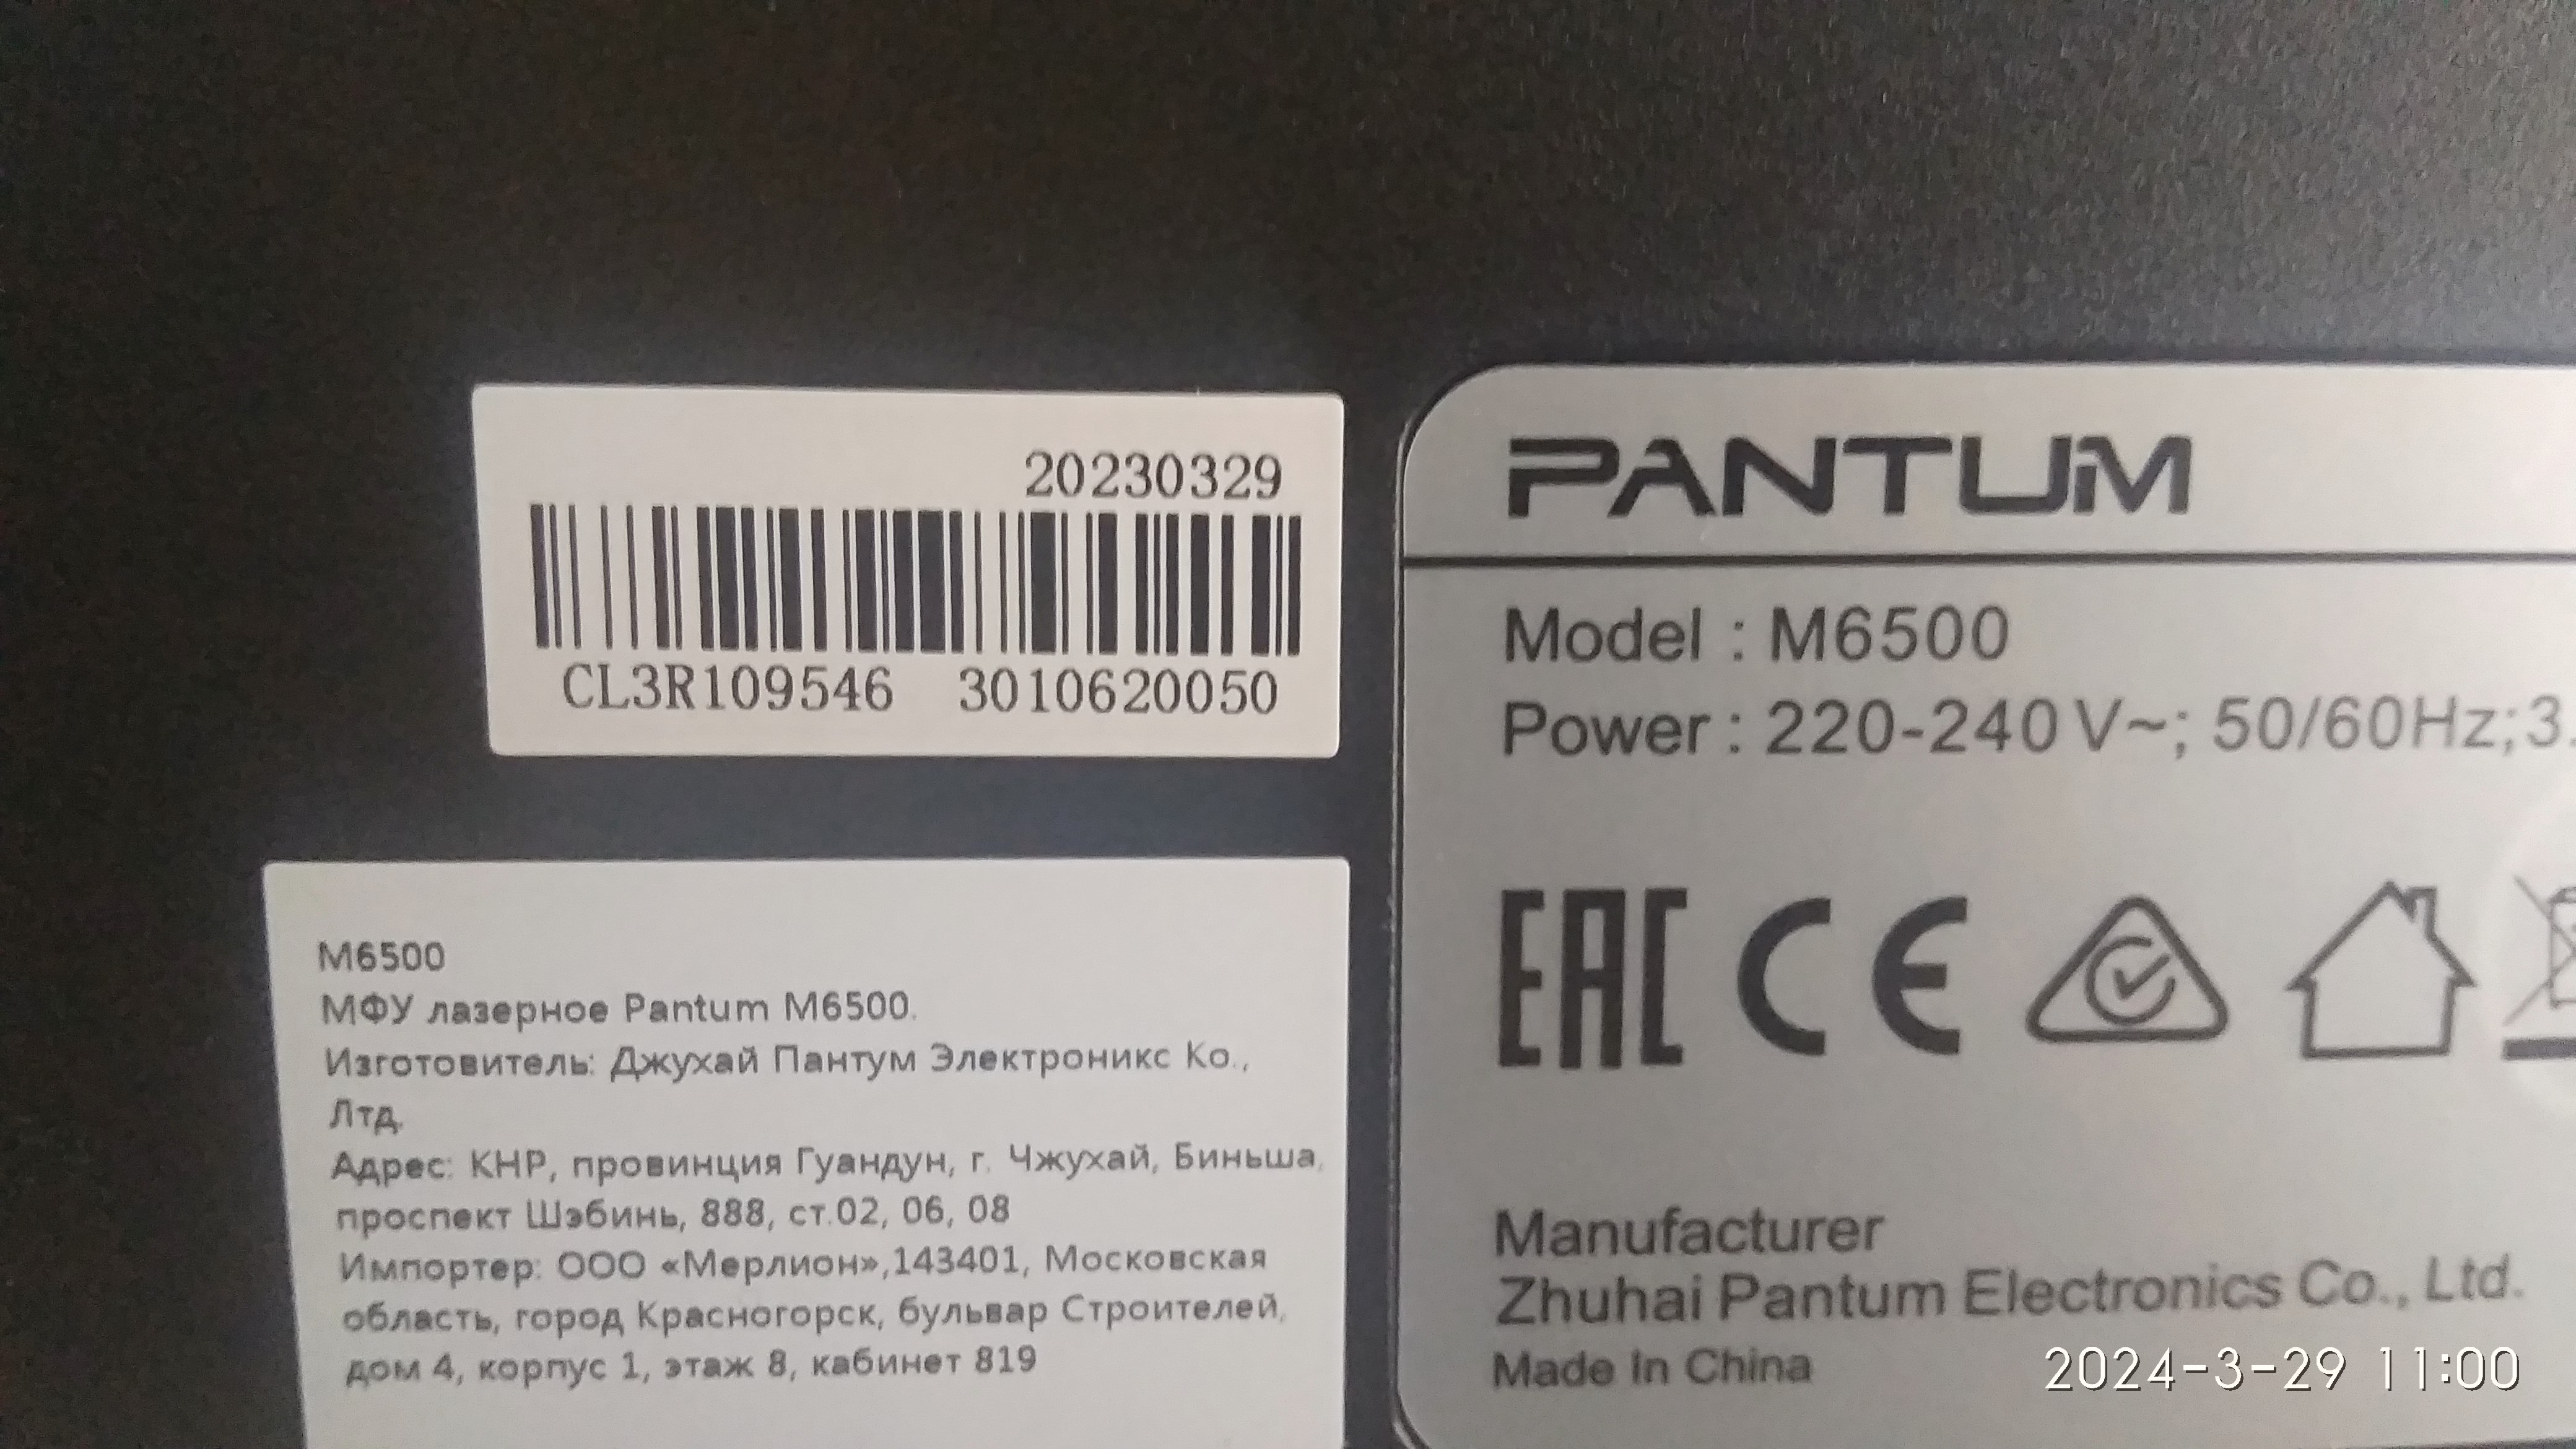 20230329
CL3R109546 3010620050
M6500
МФУ лазерное Pantum M6500.
Изготовитель: Джухай Пантум Электроникс Ко.,
Лтд.
Адрес: КНР, провинция Гуандун, г. Чжухай, Биньша,
проспект Шэбинь, 888, ст.02, 06, 08
Импортер: ООО «Мерлион»,143401, Московская
область, город Красногорск, бульвар Строителей,
дом 4, корпус 1, этаж 8, кабинет 819
PANTUM
Model : M6500
Power : 220-240 V~; 50/60Hz;3.
EAC CE
Manufacturer
Zhuhai Pantum Electronics Co., Ltd.
Made In China
2024-3-29 11:00